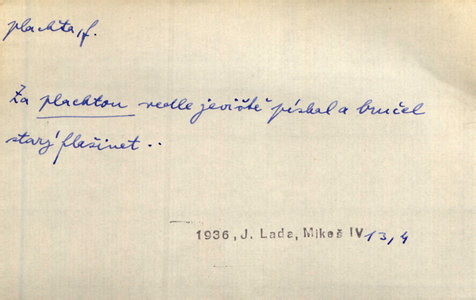 plachta, f.
Za plachtou vedle jeviště pískal a bručel
starý flašinet ..
1936, J. Lada, Mikeš IV 13, 4